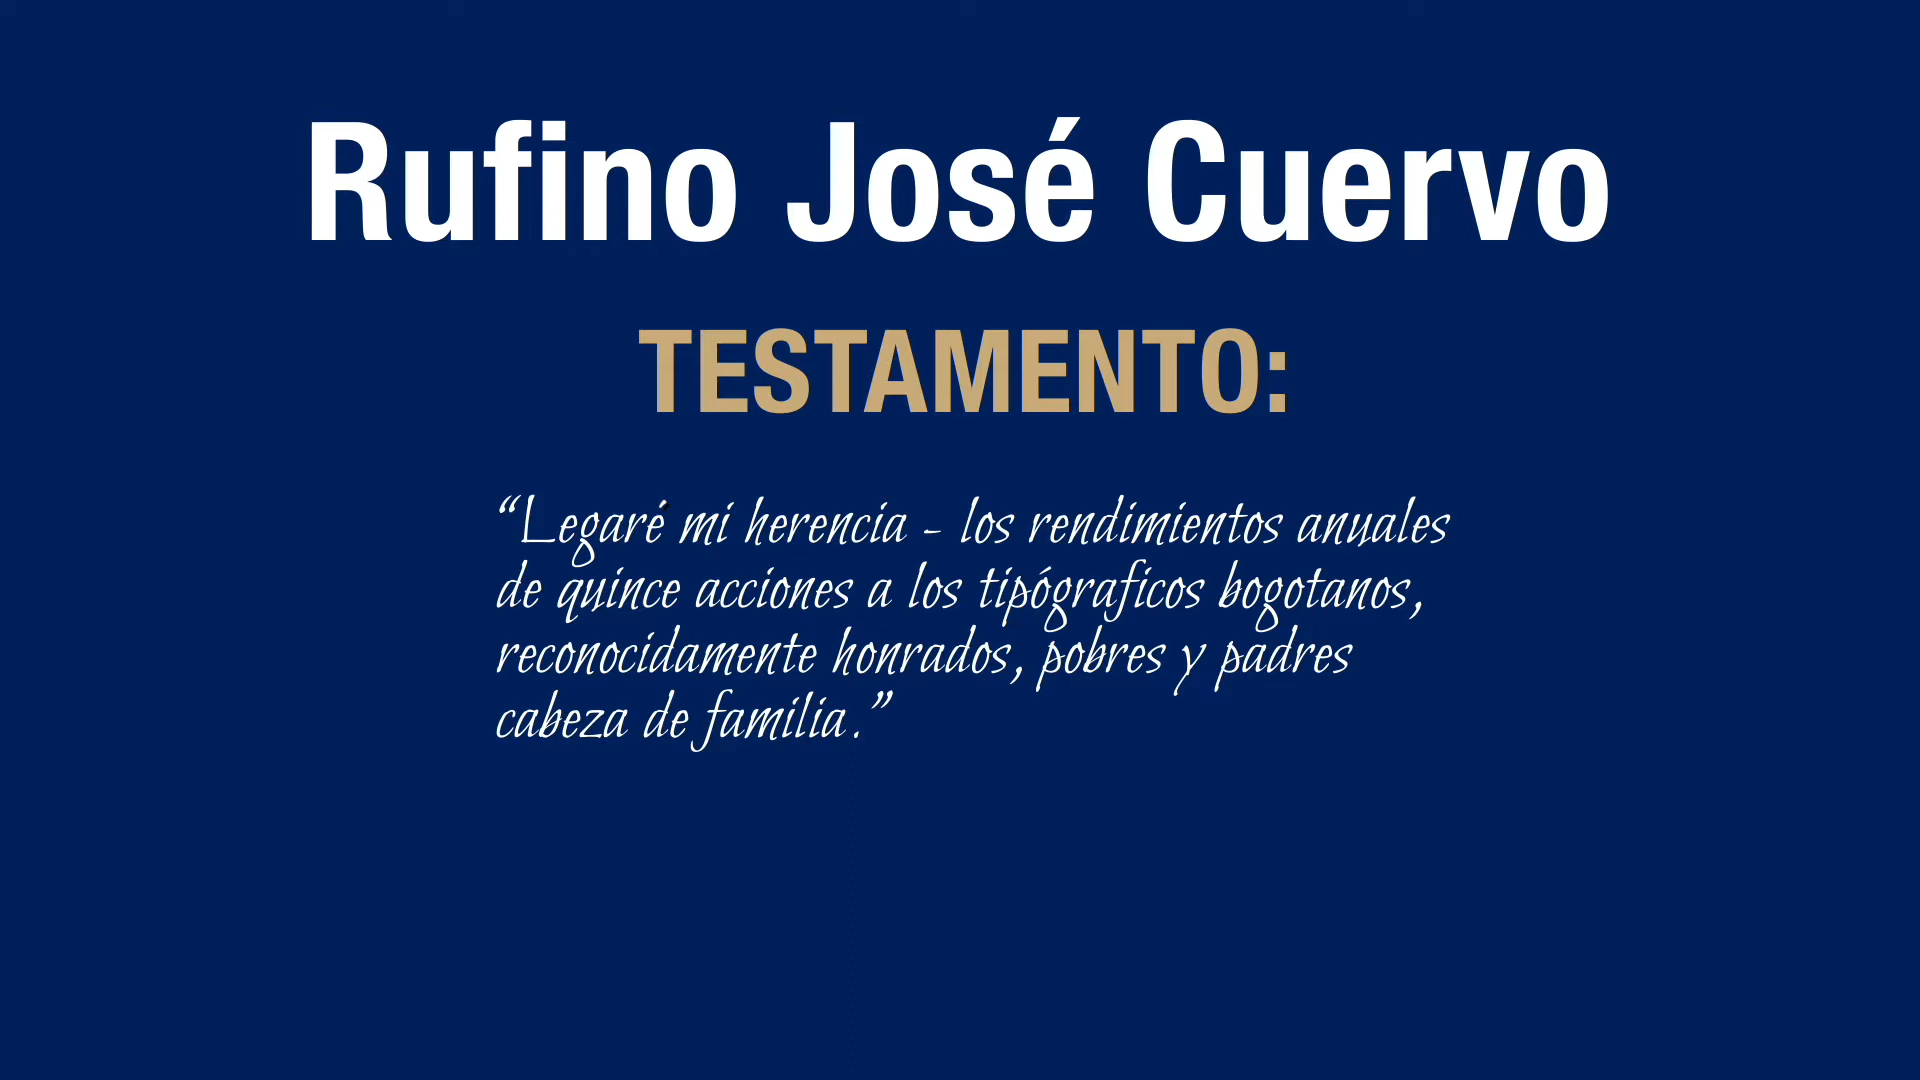 Rufino José Cuervo
TESTAMENTO:
“Legaré mi herencia - los rendimientos anuales
de quince acciones a los tipógraficos bogotanos,
reconocidamente honrados, pobres y padres
cabeza de familia.”